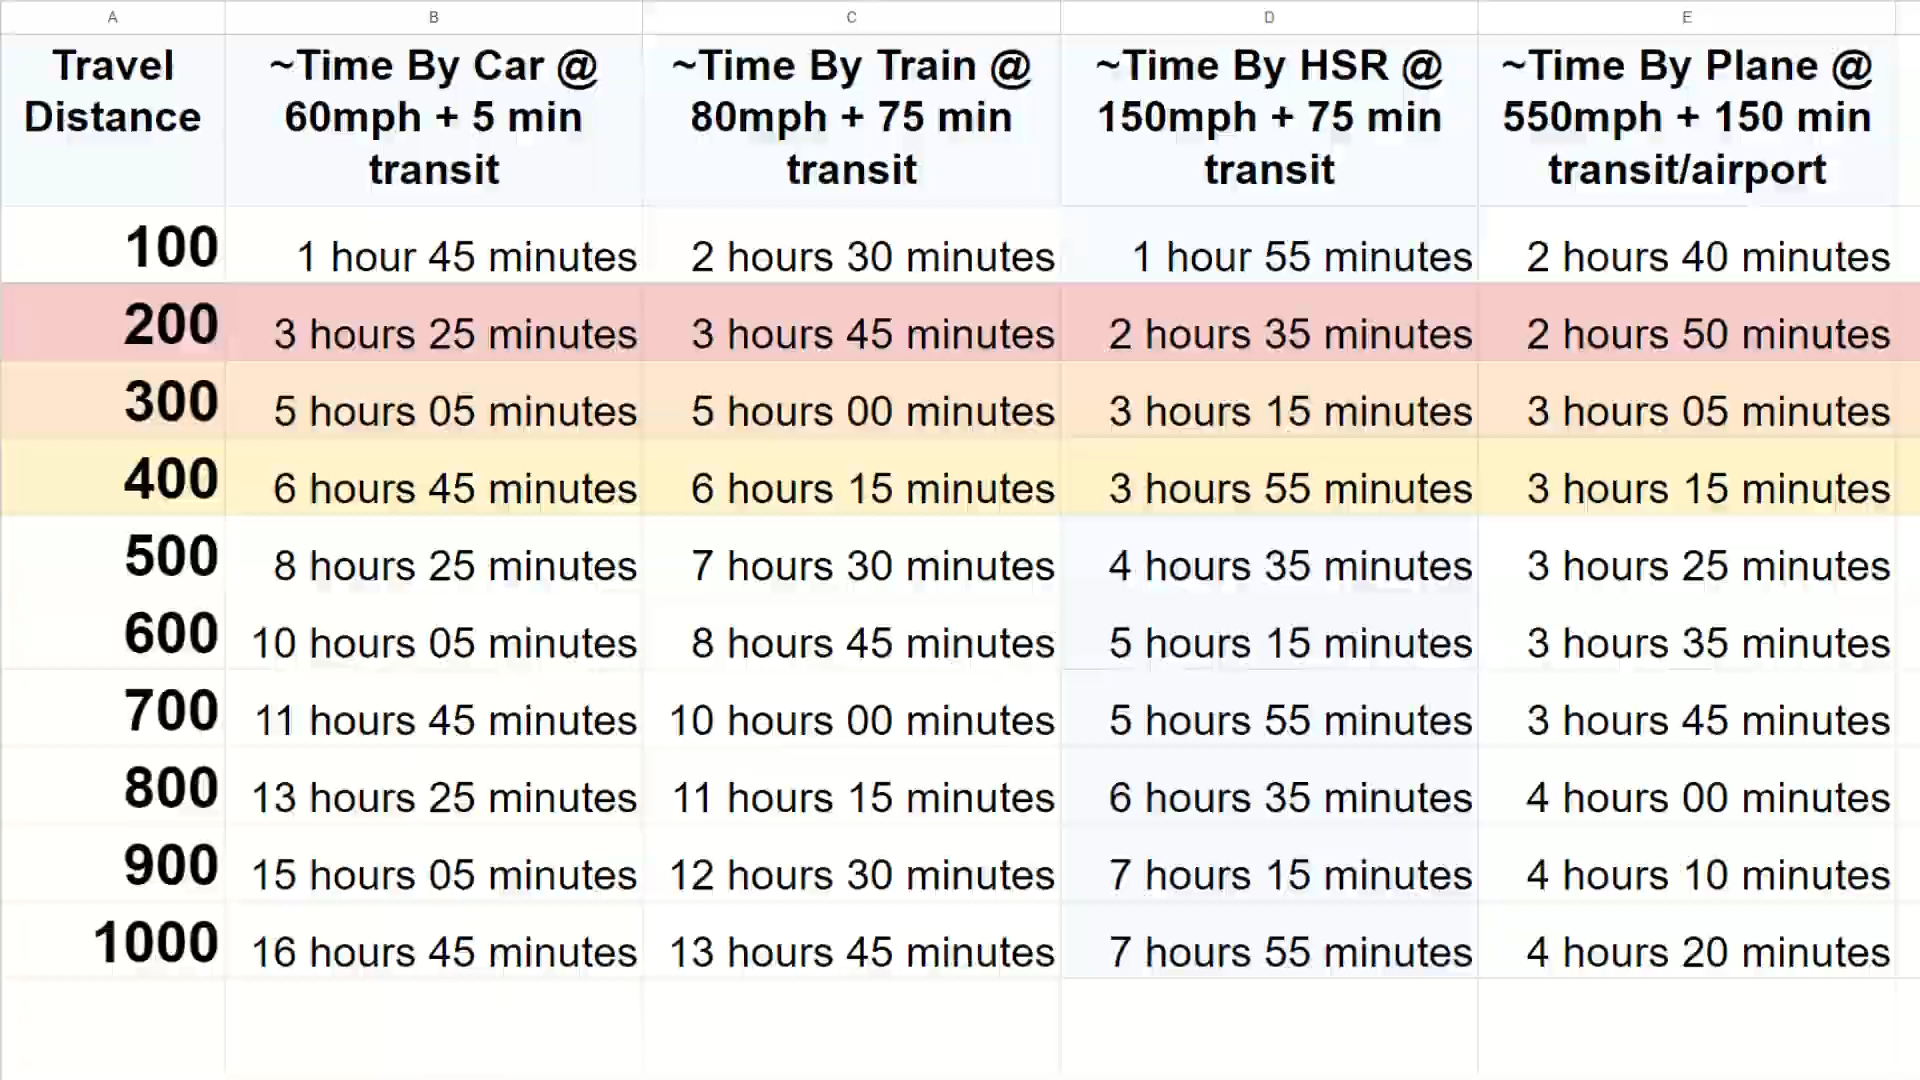 A B C D E
Travel Distance ~Time By Car @ 60mph + 5 min transit ~Time By Train @ 80mph + 75 min transit ~Time By HSR @ 150mph + 75 min transit ~Time By Plane @ 550mph + 150 min transit/airport
100 1 hour 45 minutes 2 hours 30 minutes 1 hour 55 minutes 2 hours 40 minutes
200 3 hours 25 minutes 3 hours 45 minutes 2 hours 35 minutes 2 hours 50 minutes
300 5 hours 05 minutes 5 hours 00 minutes 3 hours 15 minutes 3 hours 05 minutes
400 6 hours 45 minutes 6 hours 15 minutes 3 hours 55 minutes 3 hours 15 minutes
500 8 hours 25 minutes 7 hours 30 minutes 4 hours 35 minutes 3 hours 25 minutes
600 10 hours 05 minutes 8 hours 45 minutes 5 hours 15 minutes 3 hours 35 minutes
700 11 hours 45 minutes 10 hours 00 minutes 5 hours 55 minutes 3 hours 45 minutes
800 13 hours 25 minutes 11 hours 15 minutes 6 hours 35 minutes 4 hours 00 minutes
900 15 hours 05 minutes 12 hours 30 minutes 7 hours 15 minutes 4 hours 10 minutes
1000 16 hours 45 minutes 13 hours 45 minutes 7 hours 55 minutes 4 hours 20 minutes